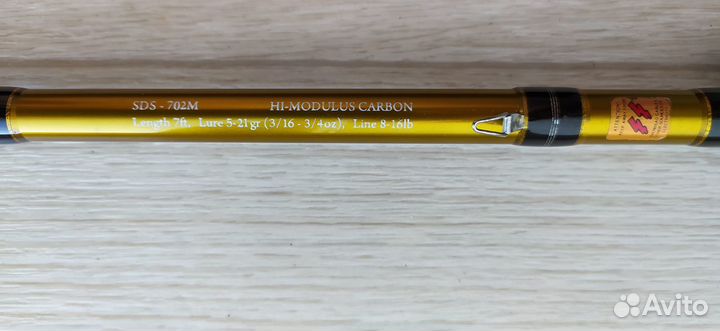 SDS - 702M HI-MODULUS CARBON
Length 7ft, Lure 5-21gr (3/16 - 3/4oz), Line 8-16lb
Avito